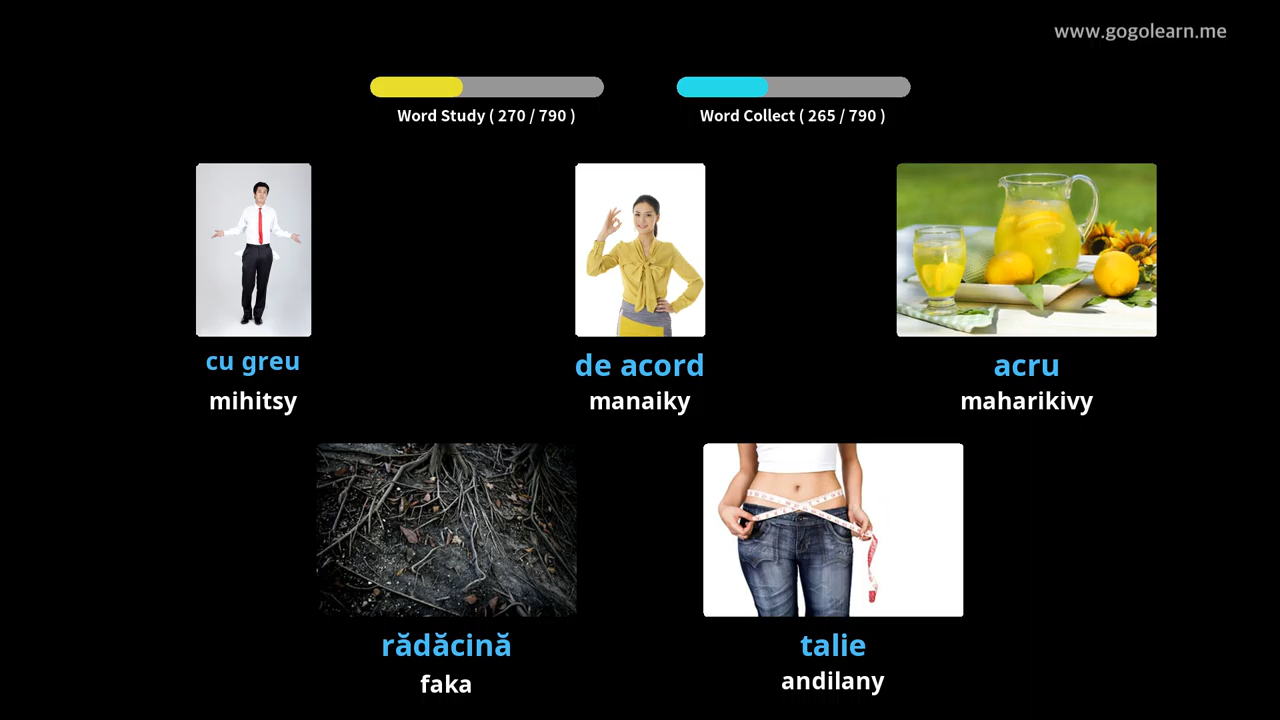 www.gogolearn.me
Word Study ( 270 / 790 )
Word Collect ( 265 / 790 )
cu greu
mihitsy
de acord
manaiky
acru
maharikivy
rădăcină
faka
talie
andilany